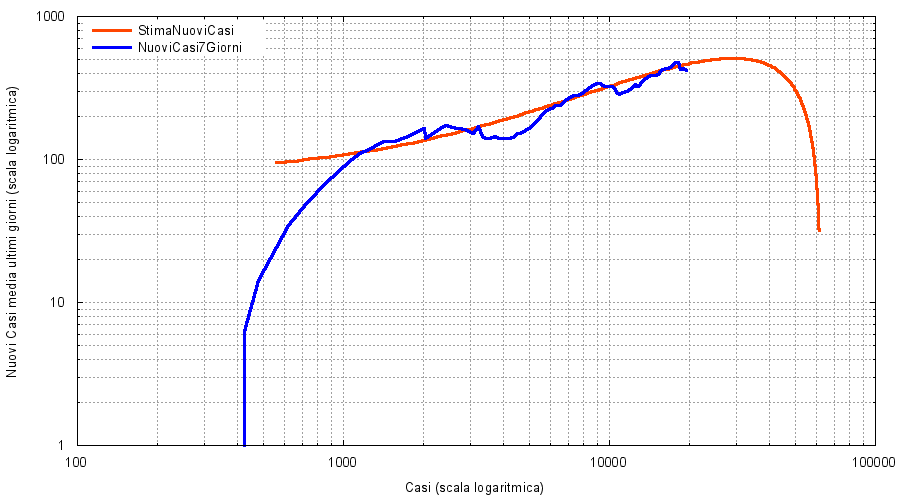 1000
StimaNuoviCasi
NuoviCasi7Giorni
100
10
1
100
1000
10000
100000
Nuovi Casi media ultimi giorni (scala logaritmica)
Casi (scala logaritmica)